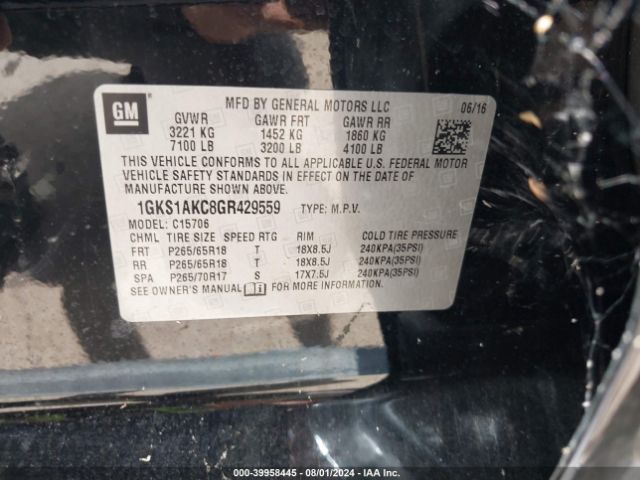 GM
MFD BY GENERAL MOTORS LLC 06/16
GVWR GAWR FRT GAWR RR
3221 KG 1452 KG 1860 KG
7100 LB 3200 LB 4100 LB
THIS VEHICLE CONFORMS TO ALL APPLICABLE U.S. FEDERAL MOTOR
VEHICLE SAFETY STANDARDS IN EFFECT ON THE DATE OF
MANUFACTURE SHOWN ABOVE.
1GKS1AKC8GR429559 TYPE: M.P.V.
MODEL: C15706
CHML TIRE SIZE SPEED RTG RIM COLD TIRE PRESSURE
FRT P265/65R18 T 18X8.5J 240KPA(35PSI)
RR P265/65R18 T 18X8.5J 240KPA(35PSI)
SPA P265/70R17 S 17X7.5J 240KPA(35PSI)
SEE OWNER'S MANUAL FOR MORE INFORMATION.
000-39958445 - 08/01/2024 - IAA Inc.